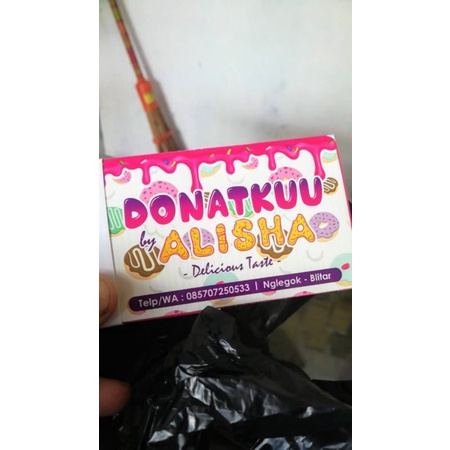 DONATKUU
by ALISHA
- Delicious Taste -
Telp/WA : 085707250533 | Nglegok - Blitar